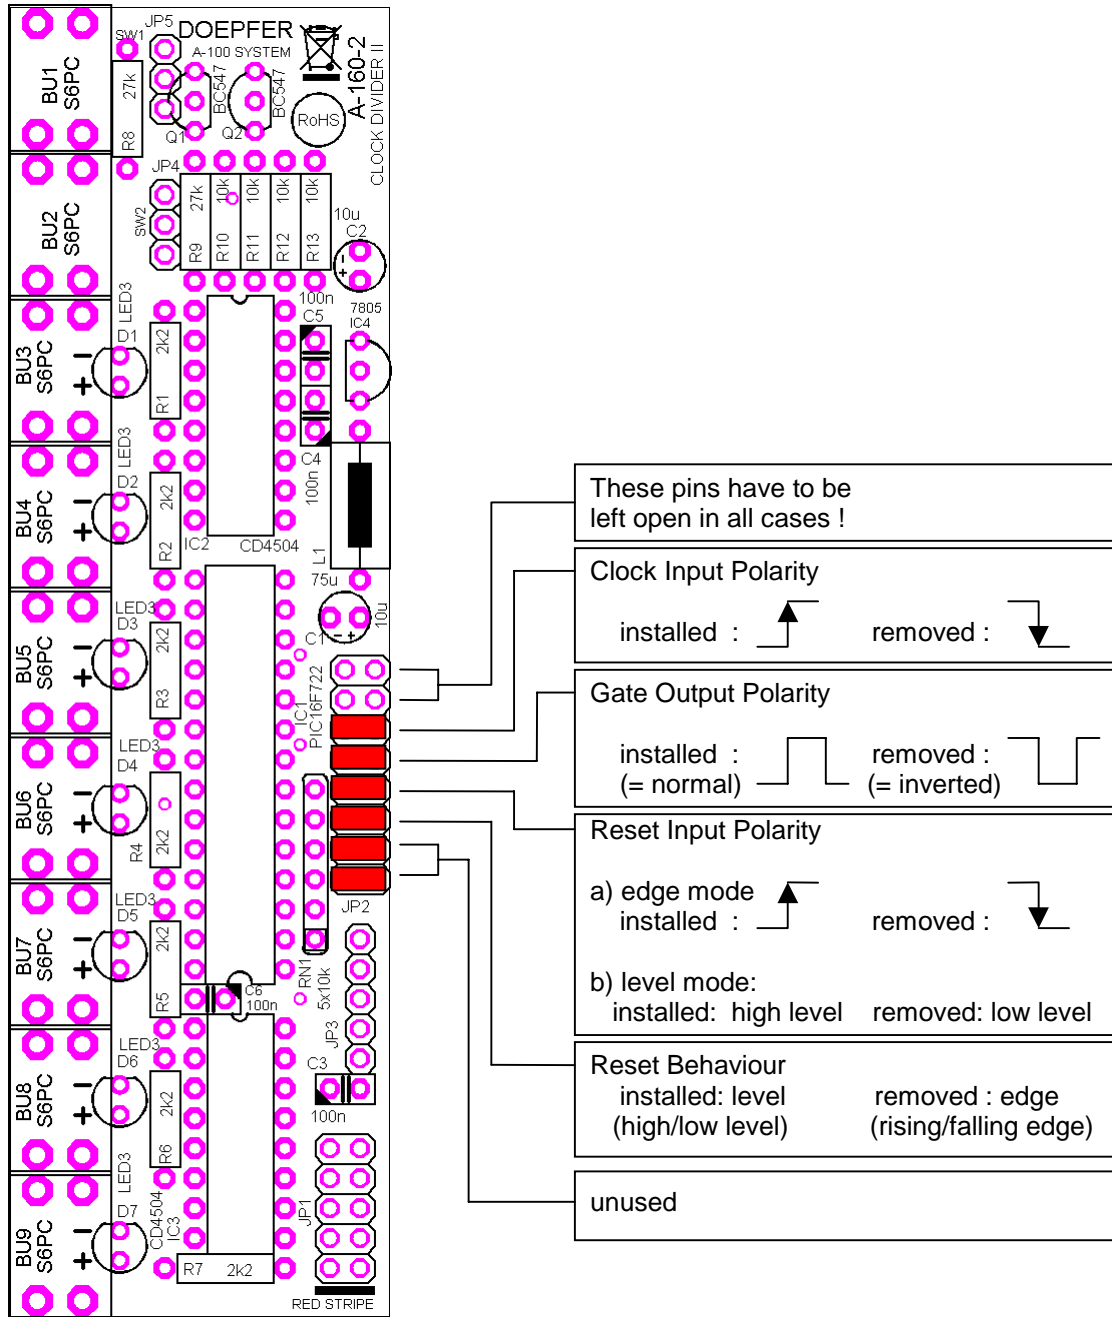 JP5
SW1
DOEPFER
A-100 SYSTEM
A-160-2
CLOCK DIVIDER II
RoHS
BU1
S6PC
27k
R8
BC547
Q1
BC547
Q2
JP4
SW2
BU2
S6PC
27k
R9
10k
R10
10k
R11
10k
R12
10k
R13
10u
C2
- +
100n
C5
7805
IC4
BU3
S6PC
LED3
D1
- +
2k2
R1
C4
100n
BU4
S6PC
LED3
D2
- +
2k2
R2
IC2
CD4504
L1
75u
10u
C1
- +
BU5
S6PC
LED3
D3
- +
2k2
R3
IC1
PIC16F722
BU6
S6PC
LED3
D4
- +
2k2
R4
JP2
BU7
S6PC
LED3
D5
- +
2k2
R5
C6
100n
RN1
5x10k
JP3
C3
100n
BU8
S6PC
LED3
D6
- +
2k2
R6
BU9
S6PC
LED3
D7
- +
CD4504
IC3
JP1
R7 2k2
RED STRIPE
These pins have to be
left open in all cases !
Clock Input Polarity
installed : removed :
Gate Output Polarity
installed : removed :
(= normal) (= inverted)
Reset Input Polarity
a) edge mode
installed : removed :
b) level mode:
installed: high level removed: low level
Reset Behaviour
installed: level removed : edge
(high/low level) (rising/falling edge)
unused